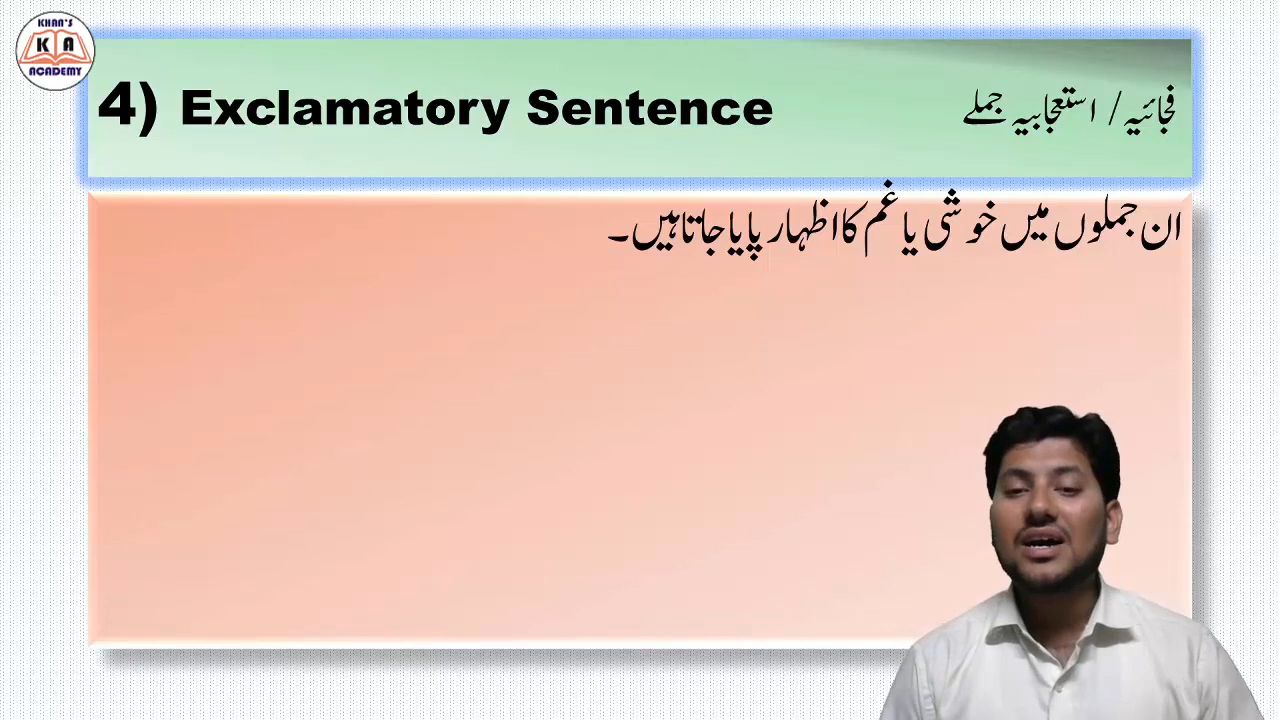 KHAN'S
K A
ACADEMY
4) Exclamatory Sentence
فجائیہ/ استعجابیہ جملے
ان جملوں میں خوشی یا غم کا اظہار پایا جاتا ہیں۔